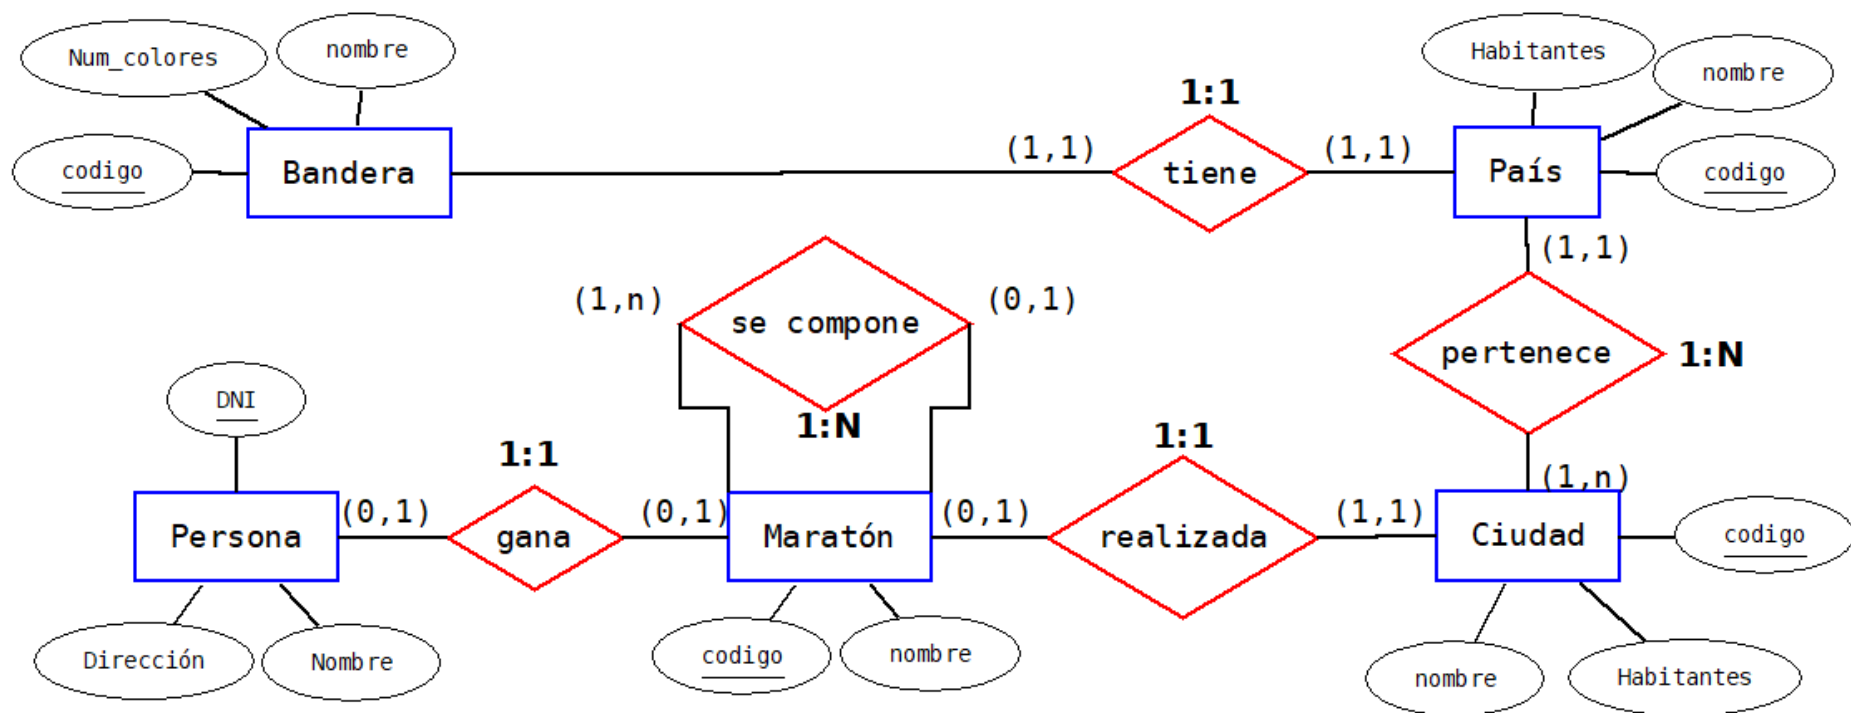 Num_colores
nombre
codigo
Bandera
(1,1)
1:1
tiene
(1,1)
Habitantes
nombre
País
codigo
(1,1)
(1,n)
se compone
(0,1)
1:N
pertenece
1:N
DNI
1:1
1:1
(1,n)
Persona
(0,1)
gana
(0,1)
Maratón
(0,1)
realizada
(1,1)
Ciudad
codigo
Dirección
Nombre
codigo
nombre
nombre
Habitantes